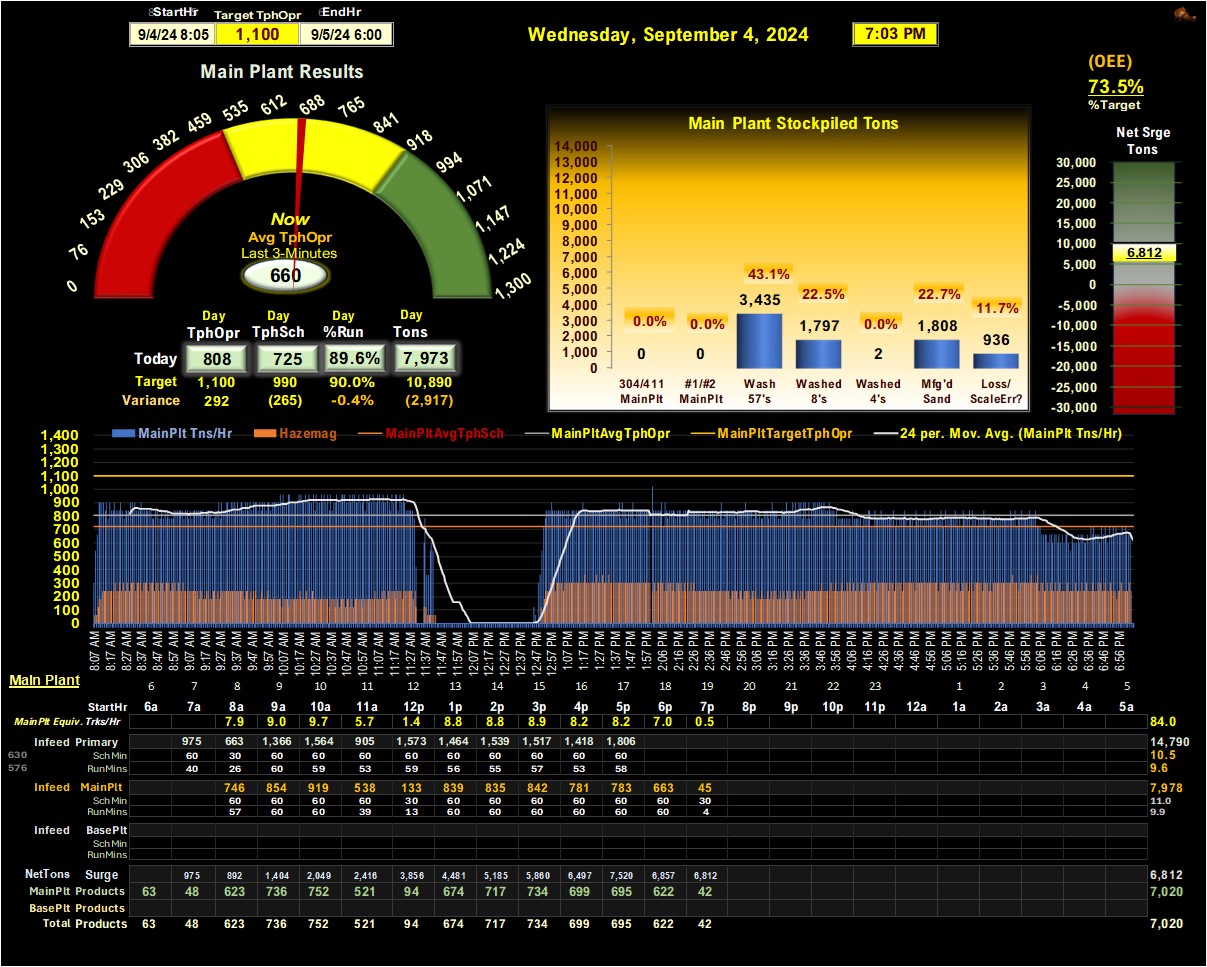 StartHr Target TphOpr EndHr
9/4/24 8:05 1,100 9/5/24 6:00
Wednesday, September 4, 2024 7:03 PM
(OEE)
73.5%
%Target
Main Plant Results
0 76 153 229 306 382 459 535 612 688 765 841 918 994 1,071 1,147 1,224 1,300
Now
Avg TphOpr
Last 3-Minutes
660
Day Day Day Day
TphOpr TphSch %Run Tons
Today 808 725 89.6% 7,973
Target 1,100 990 90.0% 10,890
Variance 292 (265) -0.4% (2,917)
Main Plant Stockpiled Tons
14,000
13,000
12,000
11,000
10,000
9,000
8,000
7,000
6,000
5,000
4,000
3,000
2,000
1,000
0
0.0% 0.0% 43.1% 22.5% 0.0% 22.7% 11.7%
0 0 3,435 1,797 2 1,808 936
304/411 #1/#2 Wash Washed Washed Mfg'd Loss/
MainPlt MainPlt 57's 8's 4's Sand ScaleErr?
Net Srge
Tons
30,000
25,000
20,000
15,000
10,000
6,812
5,000
0
-5,000
-10,000
-15,000
-20,000
-25,000
-30,000
MainPlt Tns/Hr Hazemag MainPltAvgTphSch MainPltAvgTphOpr MainPltTargetTphOpr 24 per. Mov. Avg. (MainPlt Tns/Hr)
1,400
1,300
1,200
1,100
1,000
900
800
700
600
500
400
300
200
100
0
8:07 AM 8:17 AM 8:27 AM 8:37 AM 8:47 AM 8:57 AM 9:07 AM 9:17 AM 9:27 AM 9:37 AM 9:47 AM 9:57 AM 10:07 AM 10:17 AM 10:27 AM 10:37 AM 10:47 AM 10:57 AM 11:07 AM 11:17 AM 11:27 AM 11:37 AM 11:47 AM 11:57 AM 12:07 PM 12:17 PM 12:27 PM 12:37 PM 12:47 PM 12:57 PM 1:07 PM 1:17 PM 1:27 PM 1:37 PM 1:47 PM 1:57 PM 2:06 PM 2:16 PM 2:26 PM 2:36 PM 2:46 PM 2:56 PM 3:06 PM 3:16 PM 3:26 PM 3:36 PM 3:46 PM 3:56 PM 4:06 PM 4:16 PM 4:26 PM 4:36 PM 4:46 PM 4:56 PM 5:06 PM 5:16 PM 5:26 PM 5:36 PM 5:46 PM 5:56 PM 6:06 PM 6:16 PM 6:26 PM 6:36 PM 6:46 PM 6:56 PM
Main Plant
6 7 8 9 10 11 12 13 14 15 16 17 18 19 20 21 22 23 1 2 3 4 5
StartHr 6a 7a 8a 9a 10a 11a 12p 1p 2p 3p 4p 5p 6p 7p 8p 9p 10p 11p 12a 1a 2a 3a 4a 5a
MainPlt Equiv. Trks/Hr 7.9 9.0 9.7 5.7 1.4 8.8 8.8 8.9 8.2 8.2 7.0 0.5 84.0
Infeed Primary 975 663 1,366 1,564 905 1,573 1,464 1,539 1,517 1,418 1,806 14,790
630 Sch Min 60 30 60 60 60 60 60 60 60 60 60 10.5
576 RunMins 40 26 60 59 53 59 56 55 57 53 58 9.6
Infeed MainPlt 746 854 919 538 133 839 835 842 781 783 663 45 7,978
Sch Min 60 60 60 60 30 60 60 60 60 60 60 30 11.0
RunMins 57 60 60 39 13 60 60 60 60 60 60 4 9.9
Infeed BasePlt
Sch Min
RunMins
NetTons Surge 975 892 1,404 2,049 2,416 3,856 4,481 5,185 5,860 6,497 7,520 6,857 6,812 6,812
MainPlt Products 63 48 623 736 752 521 94 674 717 734 699 695 622 42 7,020
BasePlt Products
Total Products 63 48 623 736 752 521 94 674 717 734 699 695 622 42 7,020